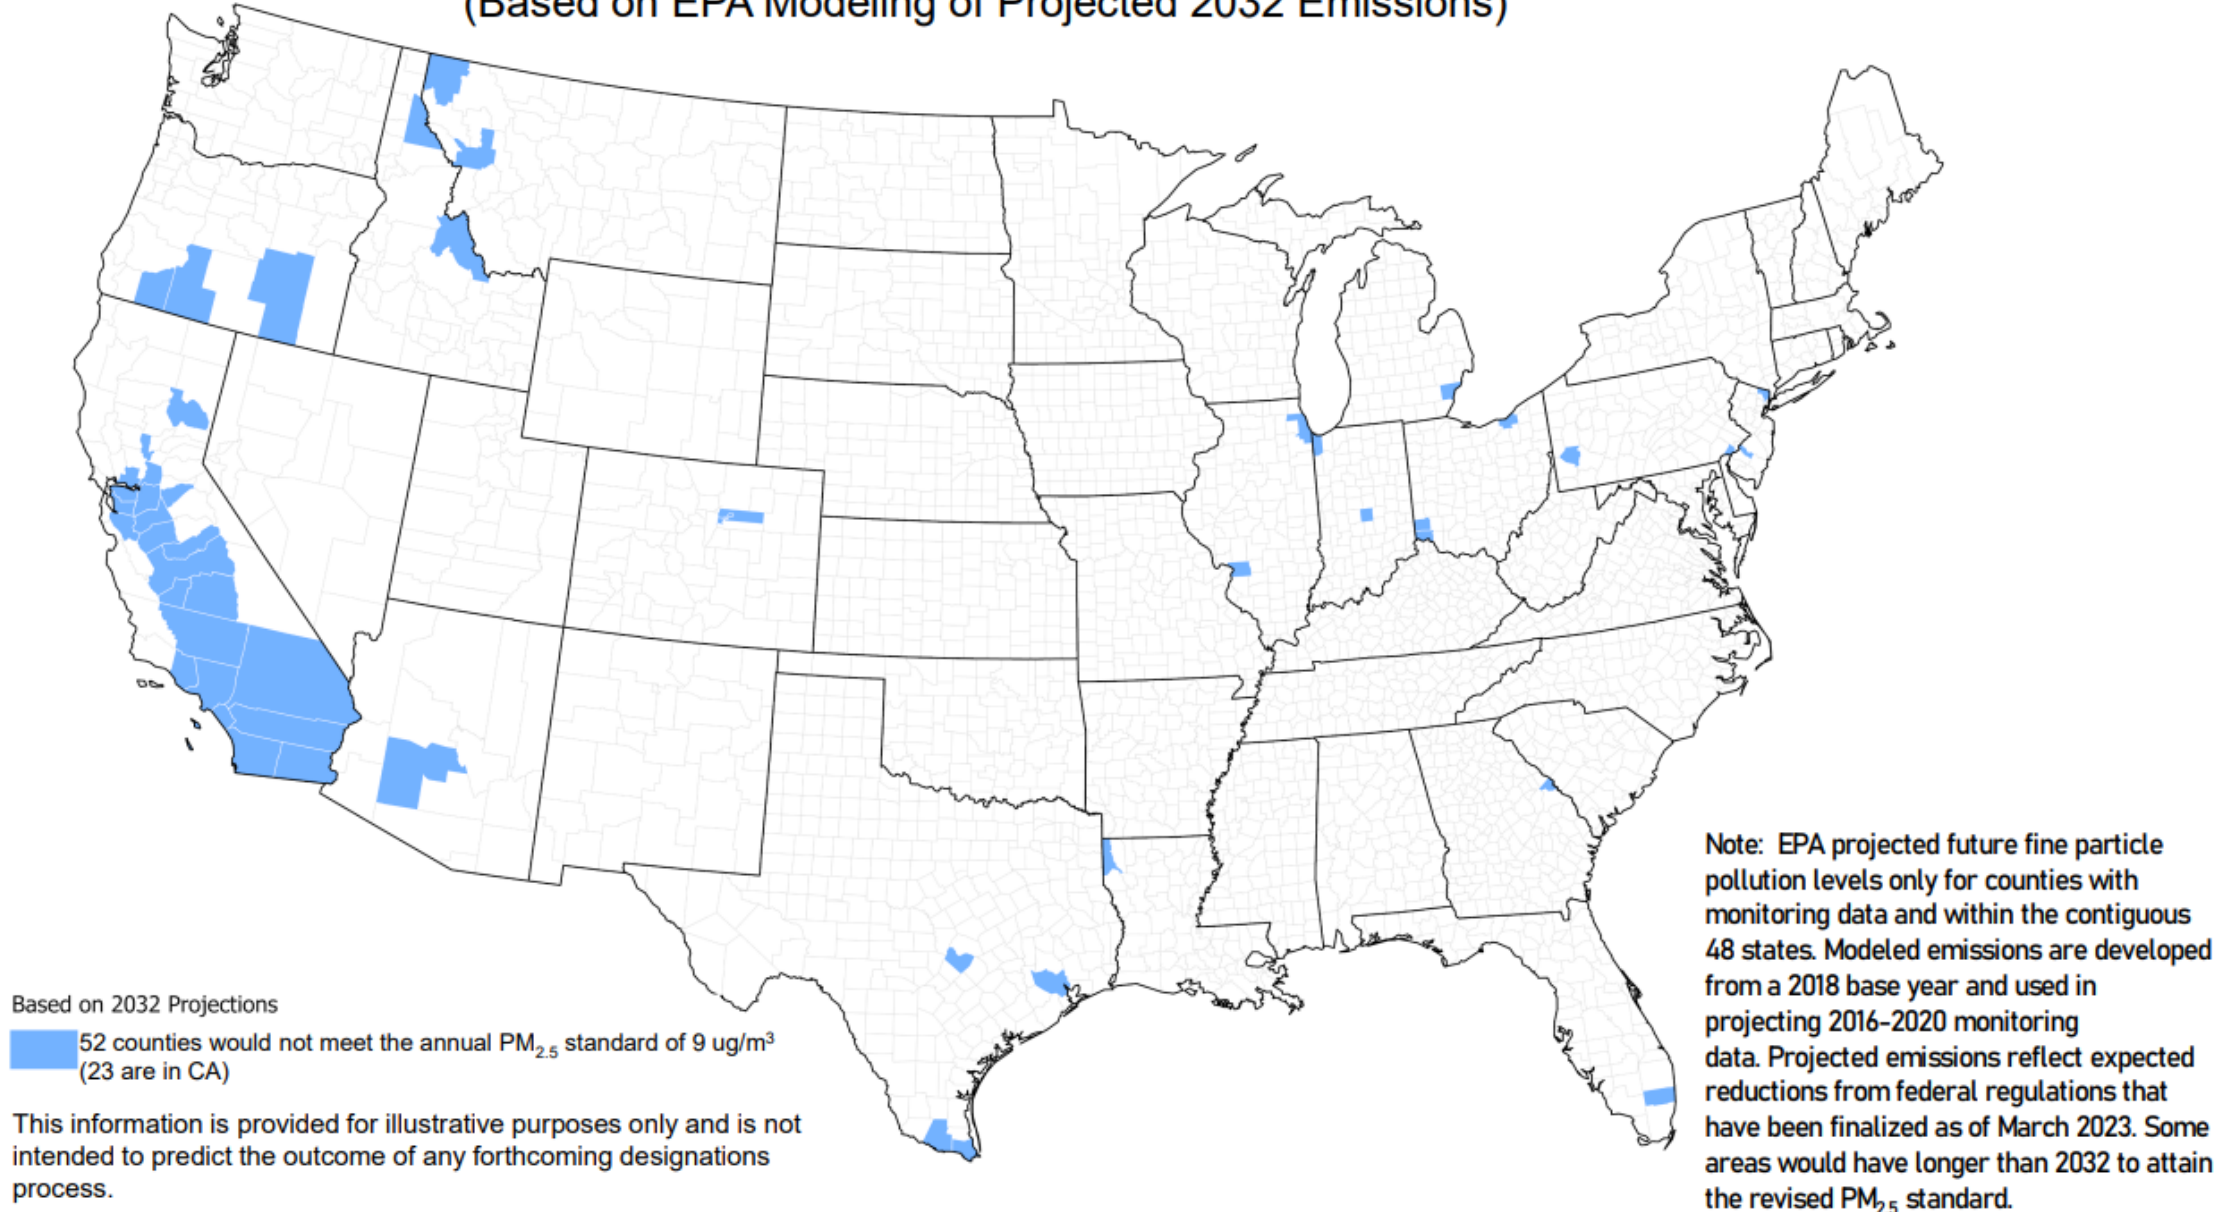 (Based on EPA Modeling of Projected 2032 Emissions)
Based on 2032 Projections
52 counties would not meet the annual PM2.5 standard of 9 ug/m3
(23 are in CA)
This information is provided for illustrative purposes only and is not
intended to predict the outcome of any forthcoming designations
process.
Note: EPA projected future fine particle
pollution levels only for counties with
monitoring data and within the contiguous
48 states. Modeled emissions are developed
from a 2018 base year and used in
projecting 2016-2020 monitoring
data. Projected emissions reflect expected
reductions from federal regulations that
have been finalized as of March 2023. Some
areas would have longer than 2032 to attain
the revised PM2.5 standard.